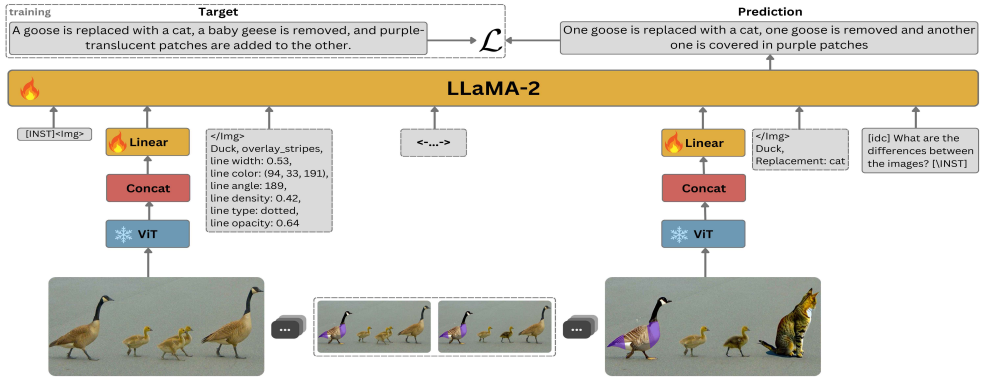 training
Target
Prediction
A goose is replaced with a cat, a baby geese is removed, and purple-
translucent patches are added to the other.
ℒ
One goose is replaced with a cat, one goose is removed and another
one is covered in purple patches
LLaMA-2
[INST]<Img>
Linear
Concat
ViT
</Img>
Duck, overlay_stripes,
line width: 0.53,
line color: (94, 33, 191),
line angle: 189,
line density: 0.42,
line type: dotted,
line opacity: 0.64
<-...->
Linear
Concat
ViT
</Img>
Duck,
Replacement: cat
[idc] What are the
differences between
the images? [\INST]
...
...